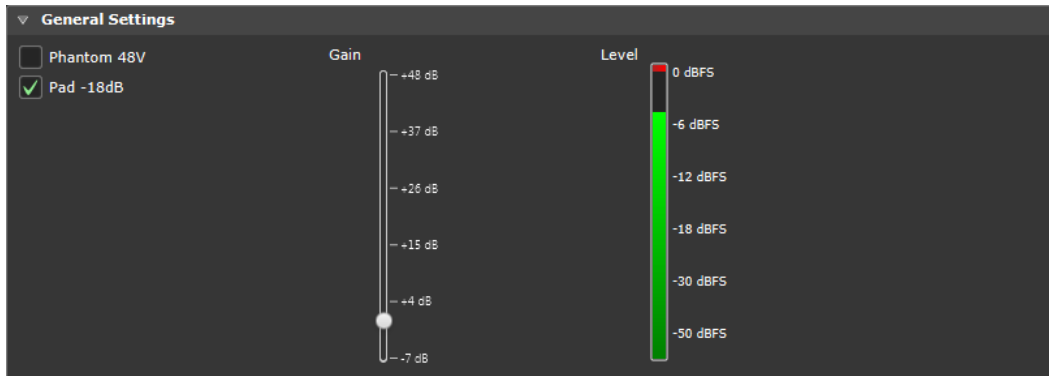 General Settings
Phantom 48V
Pad -18dB
Gain
+48 dB
+37 dB
+26 dB
+15 dB
+4 dB
-7 dB
Level
0 dBFS
-6 dBFS
-12 dBFS
-18 dBFS
-30 dBFS
-50 dBFS